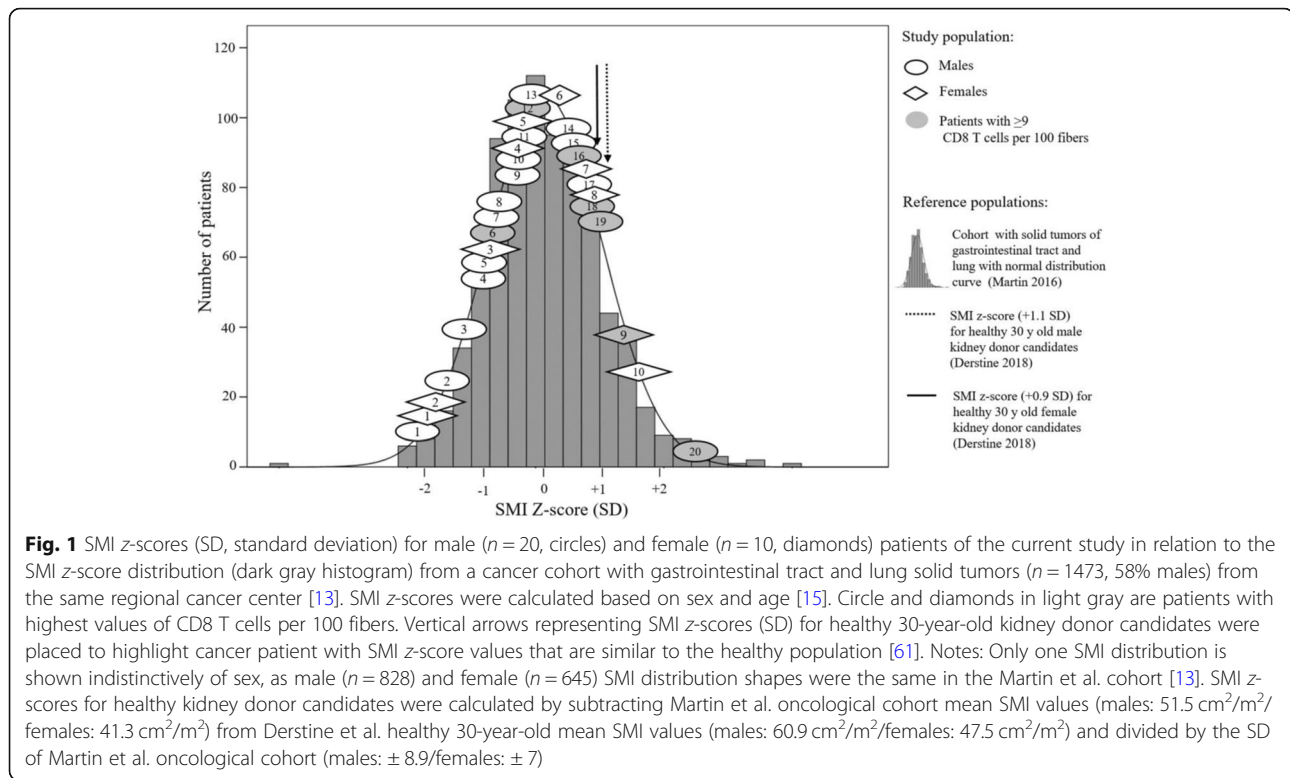 120
100
80
60
40
20
0
Number of patients
-2
-1
0
+1
+2
SMI Z-score (SD)
13
6
12
5
14
11
15
4
16
10
7
9
17
8
8
18
7
19
6
3
5
4
3
9
2
10
2
1
1
20
Study population:
Males
Females
Patients with ≥9
CD8 T cells per 100 fibers
Reference populations:
Cohort with solid tumors of
gastrointestinal tract and
lung with normal distribution
curve (Martin 2016)
SMI z-score (+1.1 SD)
for healthy 30 y old male
kidney donor candidates
(Derstine 2018)
SMI z-score (+0.9 SD) for
healthy 30 y old female
kidney donor candidates
(Derstine 2018)
Fig. 1 SMI z-scores (SD, standard deviation) for male (n = 20, circles) and female (n = 10, diamonds) patients of the current study in relation to the
SMI z-score distribution (dark gray histogram) from a cancer cohort with gastrointestinal tract and lung solid tumors (n = 1473, 58% males) from
the same regional cancer center [13]. SMI z-scores were calculated based on sex and age [15]. Circle and diamonds in light gray are patients with
highest values of CD8 T cells per 100 fibers. Vertical arrows representing SMI z-scores (SD) for healthy 30-year-old kidney donor candidates were
placed to highlight cancer patient with SMI z-score values that are similar to the healthy population [61]. Notes: Only one SMI distribution is
shown indistinctively of sex, as male (n = 828) and female (n = 645) SMI distribution shapes were the same in the Martin et al. cohort [13]. SMI z-
scores for healthy kidney donor candidates were calculated by subtracting Martin et al. oncological cohort mean SMI values (males: 51.5 cm²/m²/
females: 41.3 cm²/m²) from Derstine et al. healthy 30-year-old mean SMI values (males: 60.9 cm²/m²/females: 47.5 cm²/m²) and divided by the SD
of Martin et al. oncological cohort (males: ± 8.9/females: ± 7)